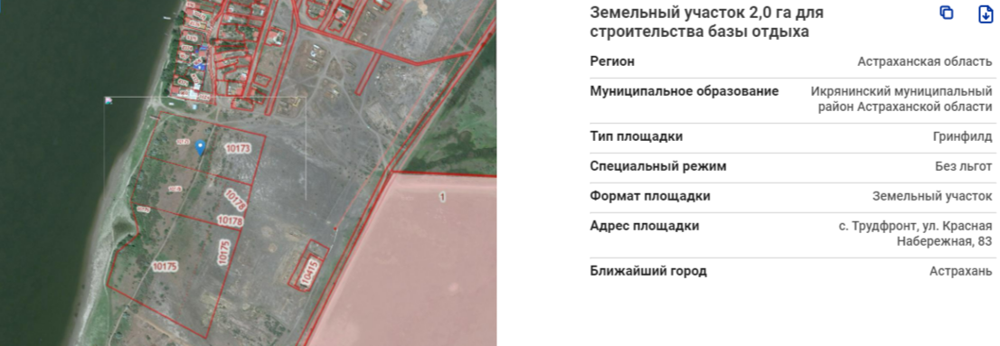 Земельный участок 2,0 га для
строительства базы отдыха
Регион
Астраханская область
Муниципальное образование
Икрянинский муниципальный
район Астраханской области
Тип площадки
Гринфилд
Специальный режим
Без льгот
Формат площадки
Земельный участок
Адрес площадки
с. Трудфронт, ул. Красная
Набережная, 83
Ближайший город
Астрахань
10173
10178
10178
10175
10175
10415
1